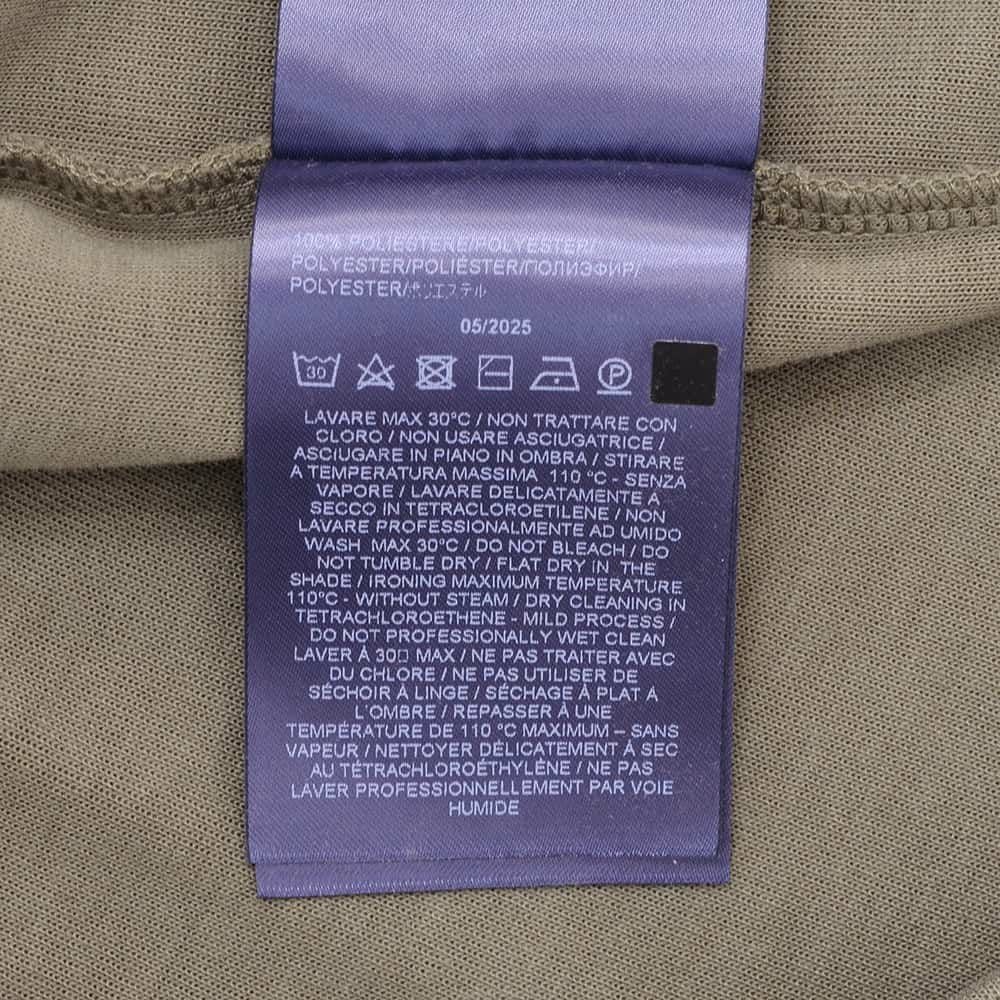 100% POLIESTERE/POLYESTER/
POLYESTER/POLIÉSTER/ПОЛИЭФИР/
POLYESTER/ポリエステル
05/2025
30 P
LAVARE MAX 30°C / NON TRATTARE CON
CLORO / NON USARE ASCIUGATRICE /
ASCIUGARE IN PIANO IN OMBRA / STIRARE
A TEMPERATURA MASSIMA 110 °C - SENZA
VAPORE / LAVARE DELICATAMENTE A
SECCO IN TETRACLOROETILENE / NON
LAVARE PROFESSIONALMENTE AD UMIDO
WASH MAX 30°C / DO NOT BLEACH / DO
NOT TUMBLE DRY / FLAT DRY IN THE
SHADE / IRONING MAXIMUM TEMPERATURE
110°C - WITHOUT STEAM / DRY CLEANING IN
TETRACHLOROETHENE - MILD PROCESS /
DO NOT PROFESSIONALLY WET CLEAN
LAVER À 30▯ MAX / NE PAS TRAITER AVEC
DU CHLORE / NE PAS UTILISER DE
SÉCHOIR À LINGE / SÉCHAGE À PLAT À
L'OMBRE / REPASSER À UNE
TEMPÉRATURE DE 110 °C MAXIMUM – SANS
VAPEUR / NETTOYER DÉLICATEMENT À SEC
AU TÉTRACHLOROÉTHYLÈNE / NE PAS
LAVER PROFESSIONNELLEMENT PAR VOIE
HUMIDE